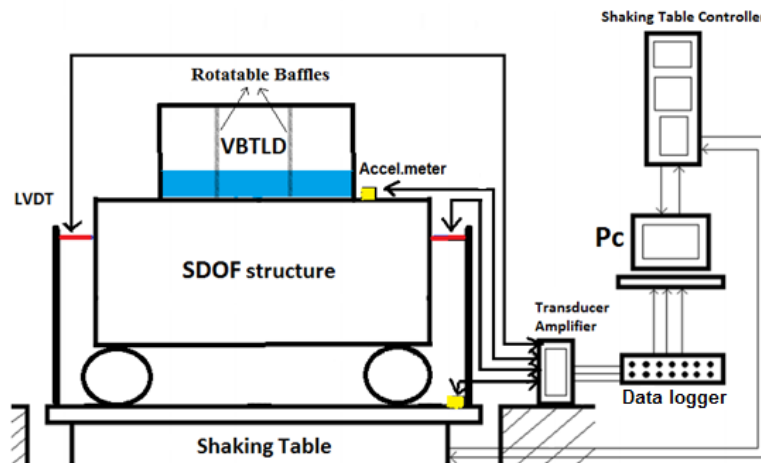 Shaking Table Controller
Rotatable Baffles
VBTLD
Accel.meter
LVDT
Pc
SDOF structure
Transducer
Amplifier
Data logger
Shaking Table